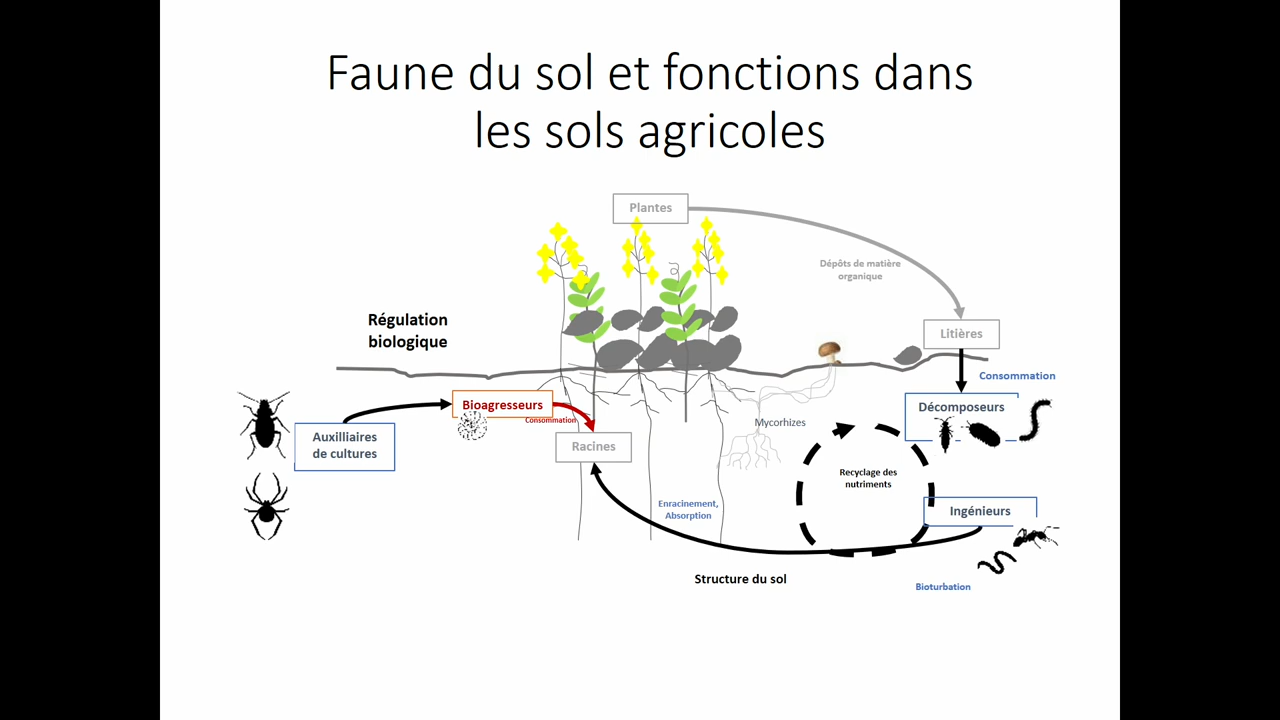 Faune du sol et fonctions dans
les sols agricoles
Plantes
Dépôts de matière
organique
Régulation
biologique
Litières
Consommation
Bioagresseurs
Consommation
Décomposeurs
Auxilliaires
de cultures
Racines
Mycorhizes
Recyclage des
nutriments
Enracinement,
Absorption
Ingénieurs
Structure du sol
Bioturbation